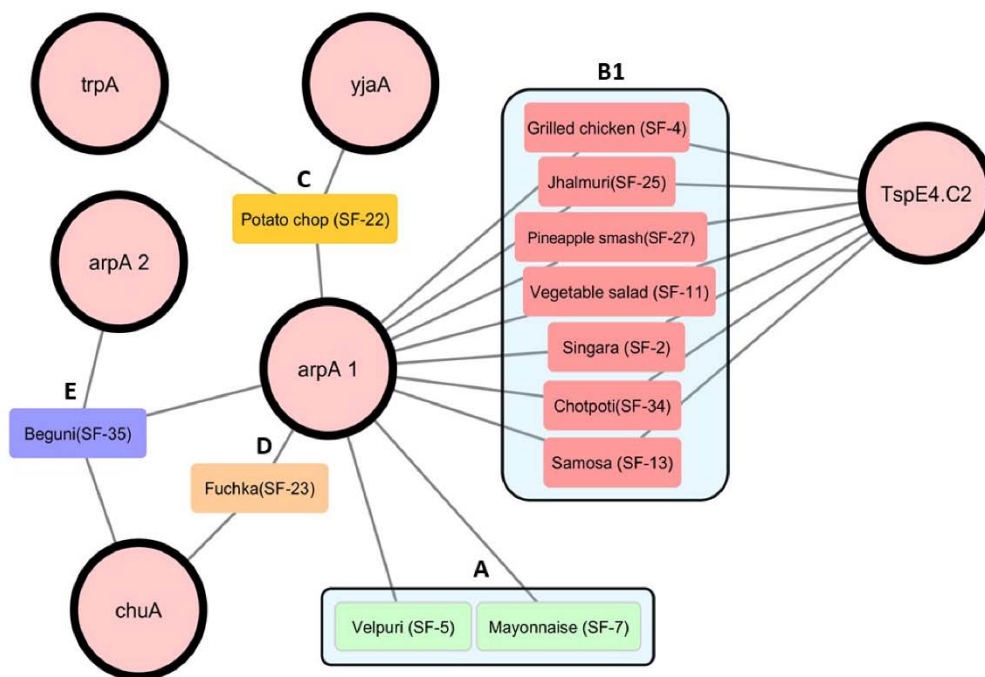 trpA
yjaA
B1
Grilled chicken (SF-4)
Jhalmuri(SF-25)
Pineapple smash(SF-27)
Vegetable salad (SF-11)
Singara (SF-2)
Chotpoti(SF-34)
Samosa (SF-13)
TspE4.C2
C
Potato chop (SF-22)
arpA 2
arpA 1
E
Beguni(SF-35)
D
Fuchka(SF-23)
chuA
A
Velpuri (SF-5)
Mayonnaise (SF-7)